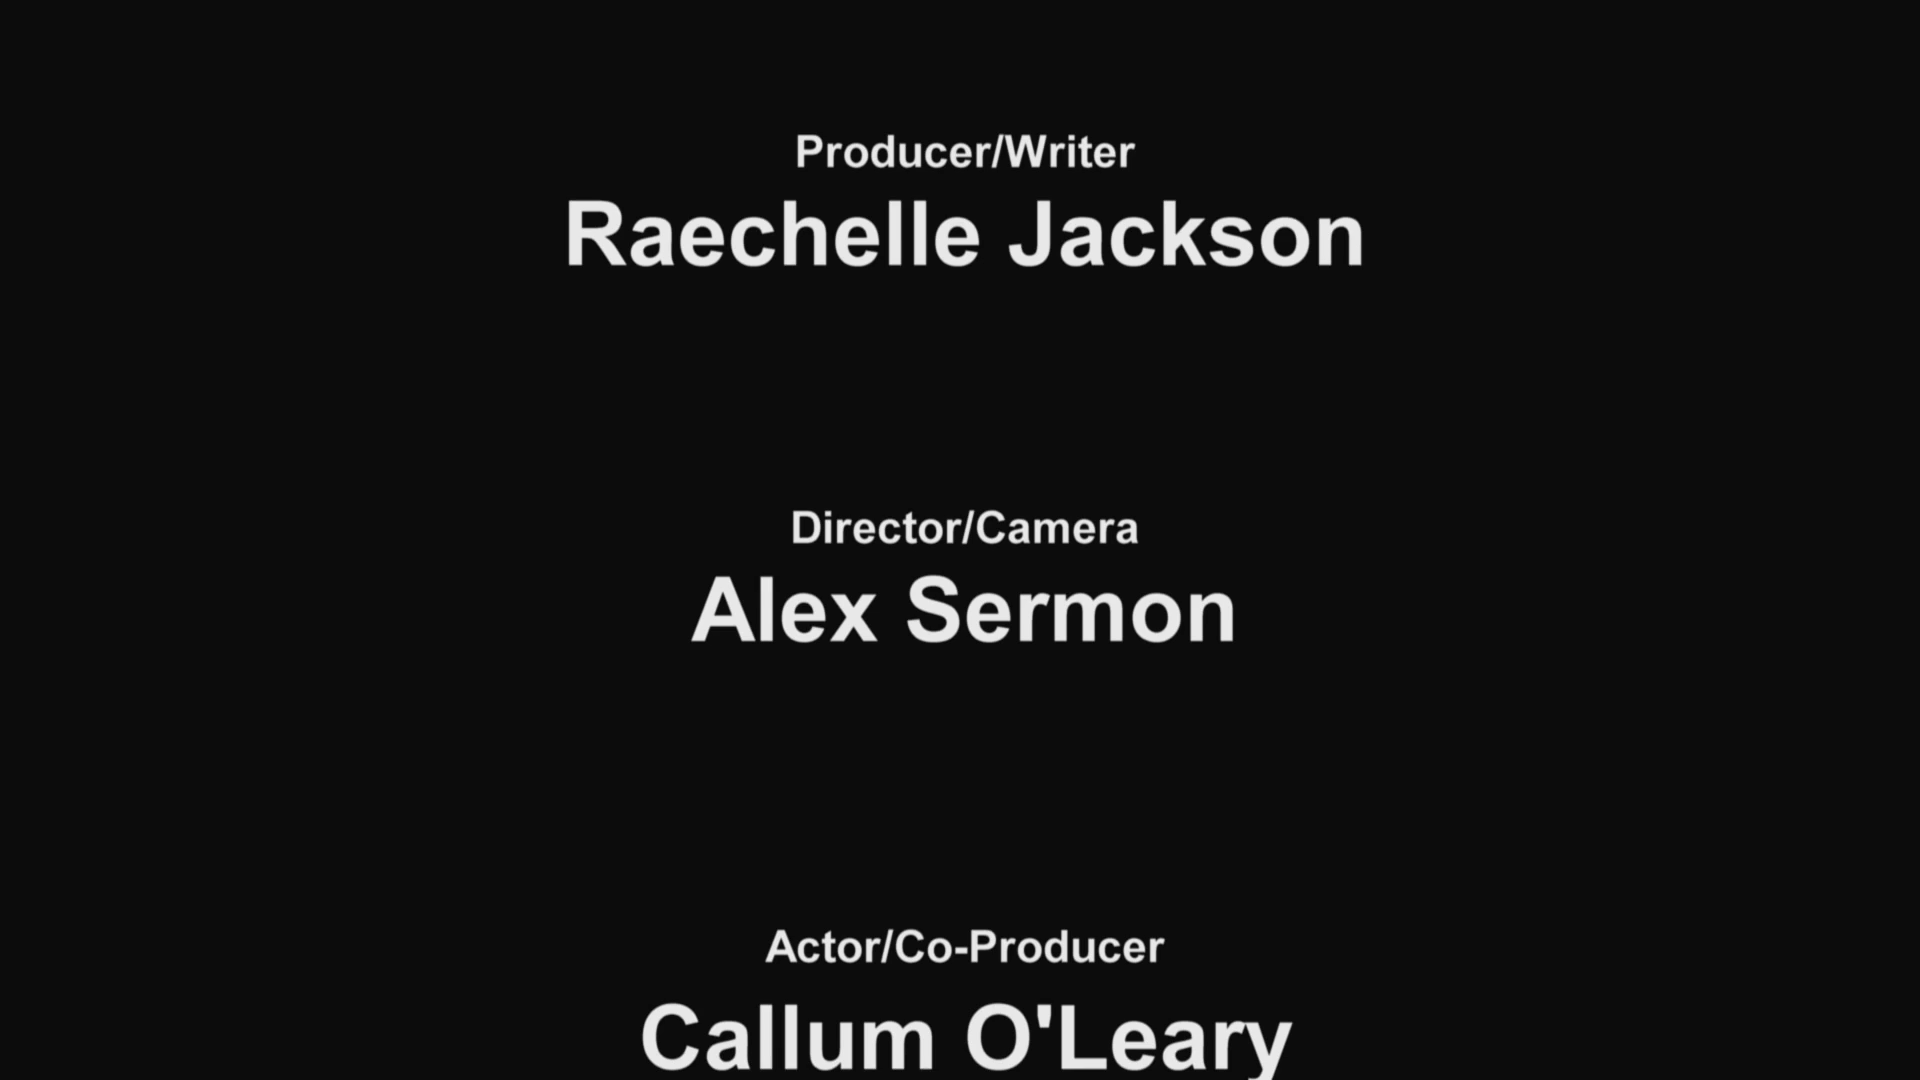 Producer/Writer
Raechelle Jackson
Director/Camera
Alex Sermon
Actor/Co-Producer
Callum O'Leary